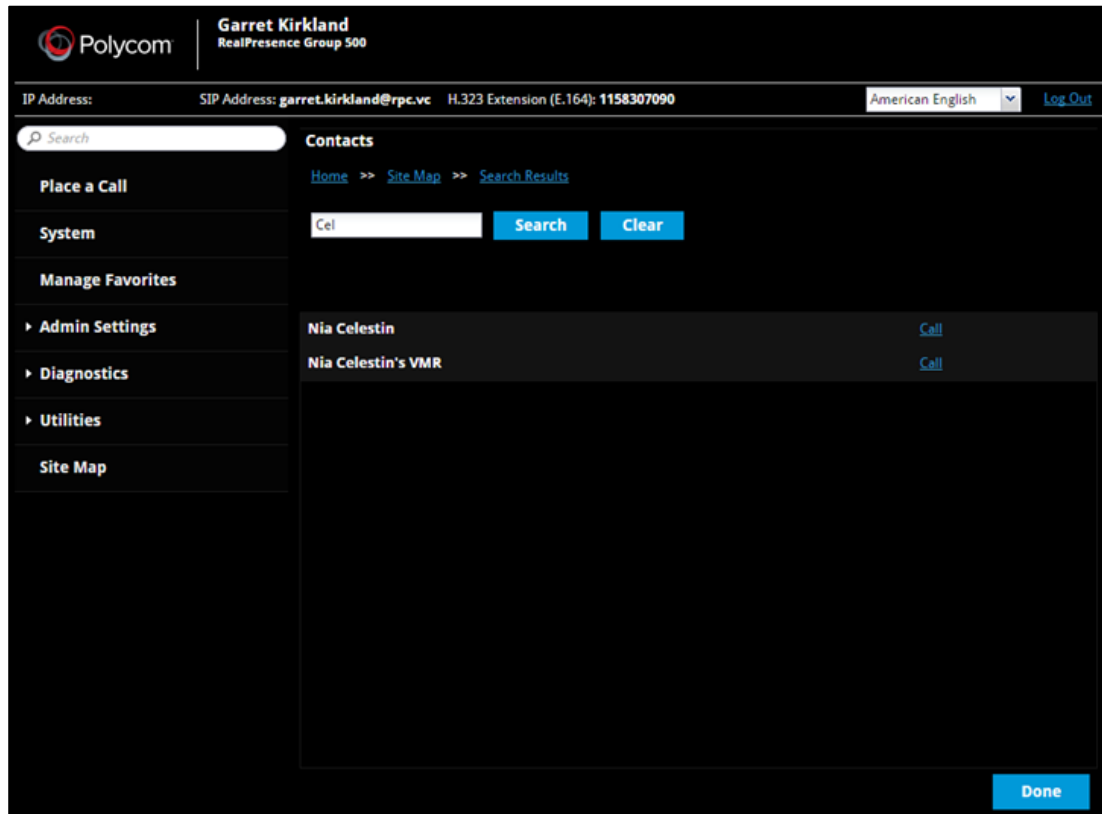 Polycom
Garret Kirkland
RealPresence Group 500
IP Address: SIP Address: garret.kirkland@rpc.vc H.323 Extension (E.164): 1158307090 American English Log Out
Search
Contacts
Home >> Site Map >> Search Results
Place a Call
Cel Search Clear
System
Manage Favorites
Admin Settings
Nia Celestin Call
Nia Celestin's VMR Call
Diagnostics
Utilities
Site Map
Done